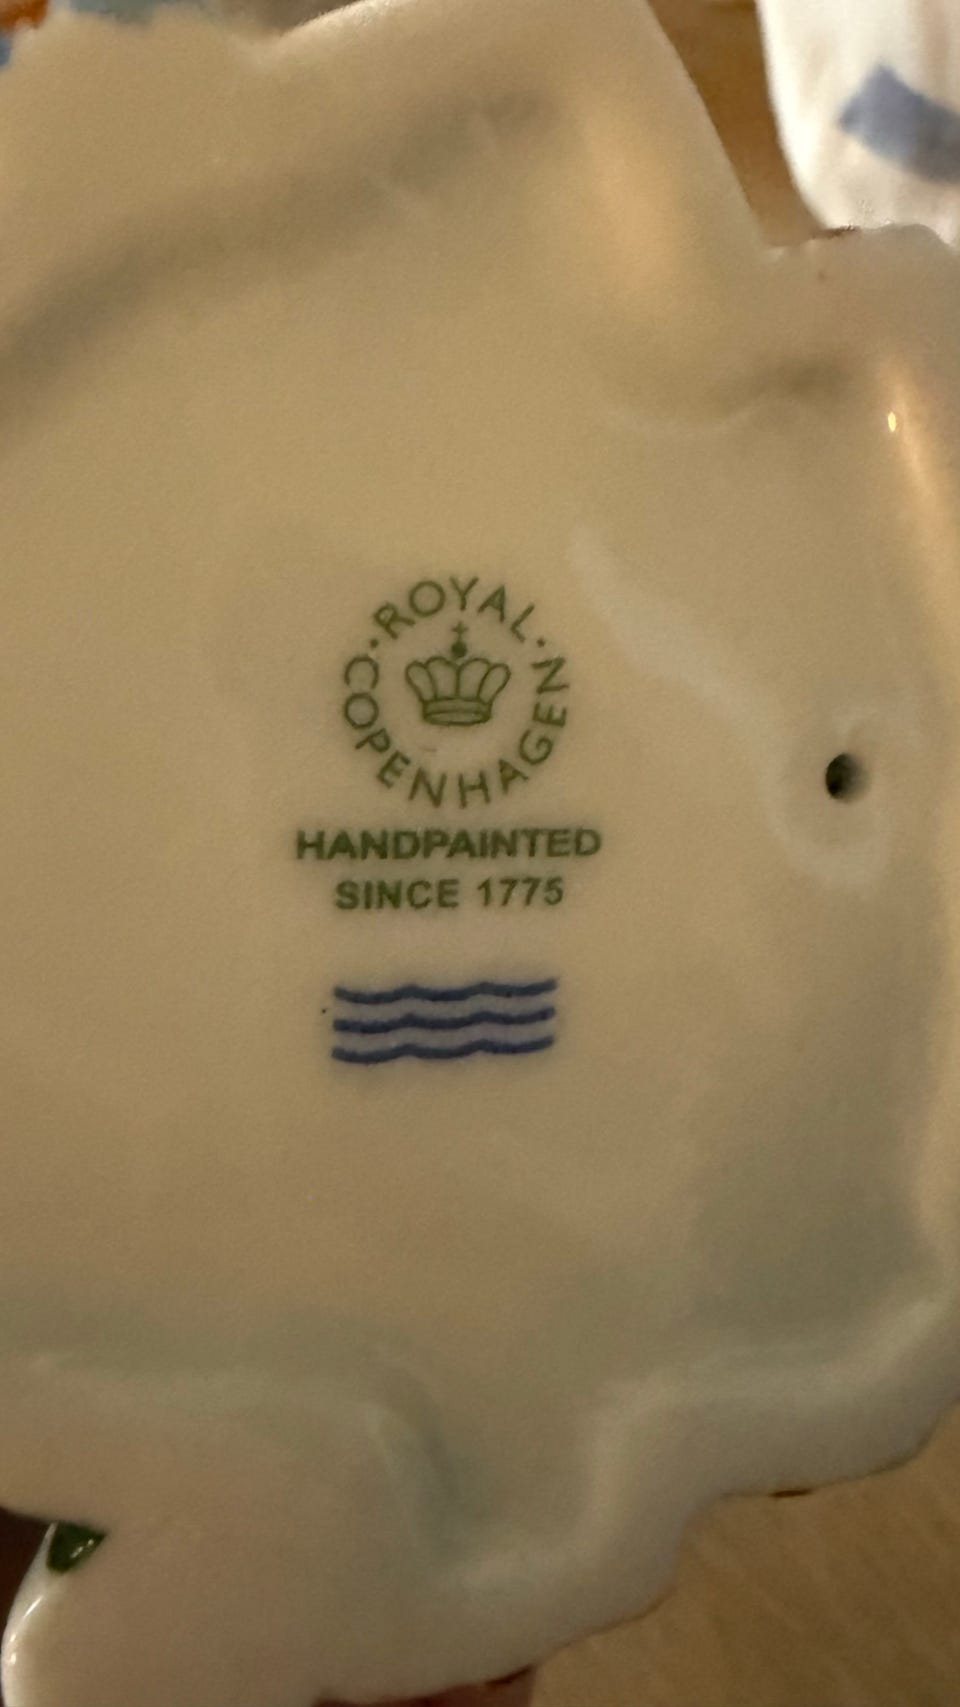 ROYAL
COPENHAGEN
HANDPAINTED
SINCE 1775